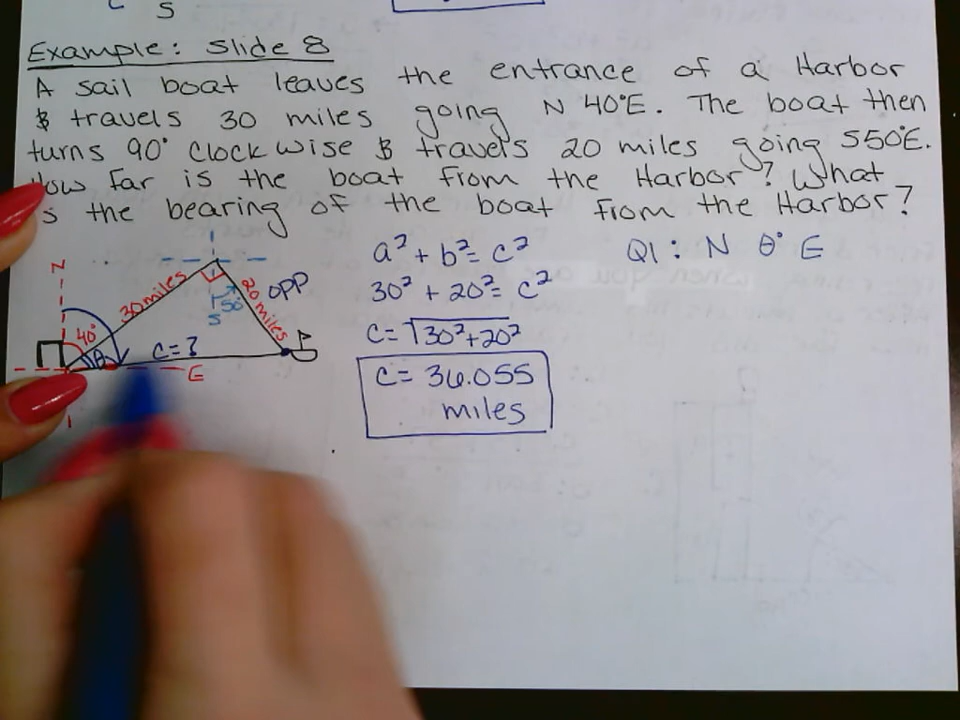 S
Example: Slide 8
A sail boat leaves the entrance of a Harbor
& travels 30 miles going N 40°E. The boat then
turns 90° clockwise & travels 20 miles going S50°E.
How far is the boat from the Harbor? What
s the bearing of the boat from the Harbor?
a² + b² = c²
Q1: N θ° E
30² + 20² = c²
c = √30²+20²
c = 36.055
miles
N
30 miles
20 miles
OPP
50°
S
40°
θ
c = ?
E